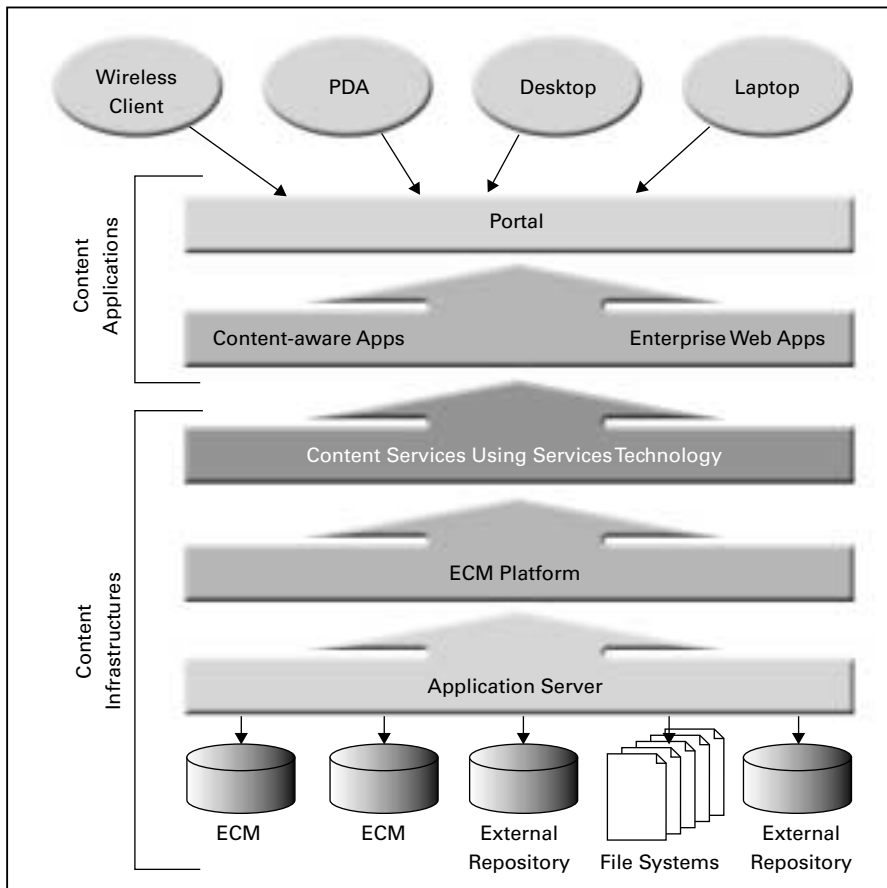 Wireless
Client
PDA
Desktop
Laptop
Content
Applications
Portal
Content-aware Apps
Enterprise Web Apps
Content
Infrastructures
Content Services Using Services Technology
ECM Platform
Application Server
ECM
ECM
External
Repository
File Systems
External
Repository